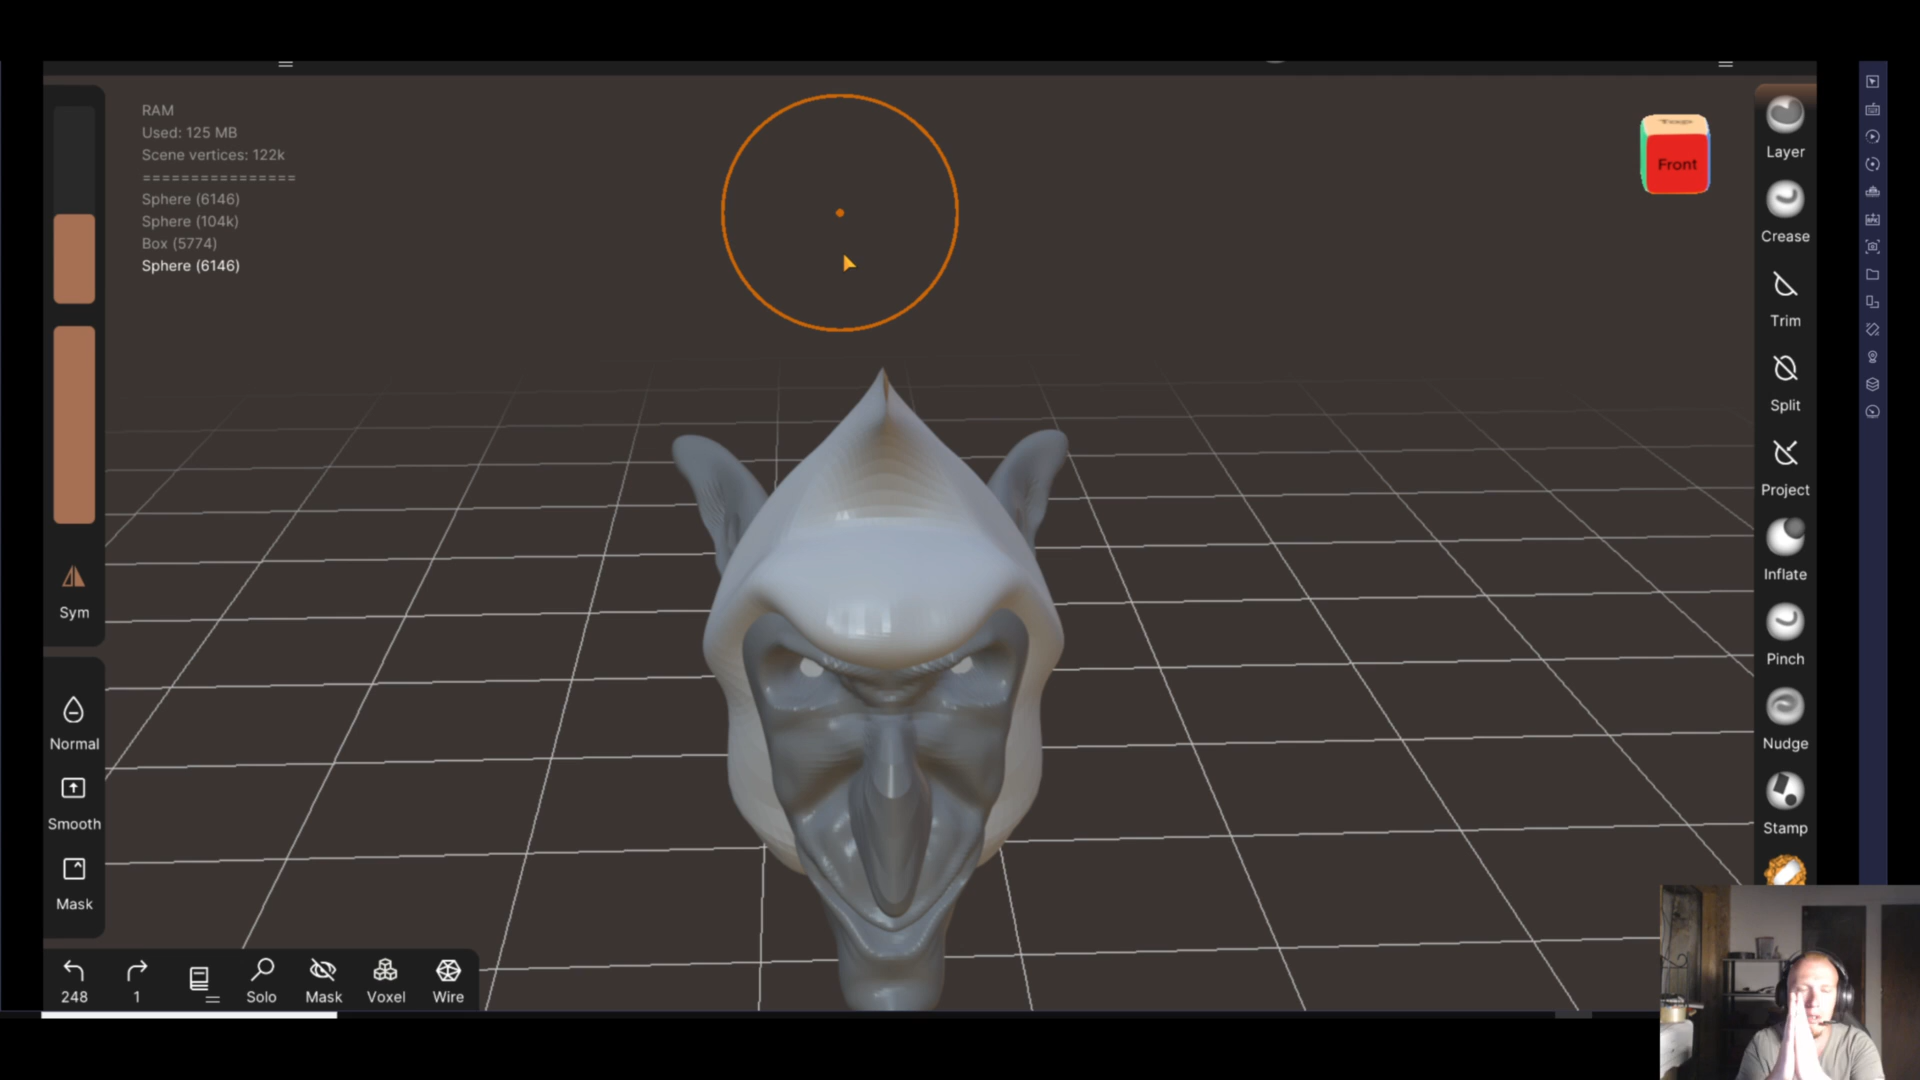 RAM
Used: 125 MB
Scene vertices: 122k
===============
Sphere (6146)
Sphere (104k)
Box (5774)
Sphere (6146)
Sym
Normal
Smooth
Mask
248
1
Solo
Mask
Voxel
Wire
Top
Front
Layer
Crease
Trim
Split
Project
Inflate
Pinch
Nudge
Stamp